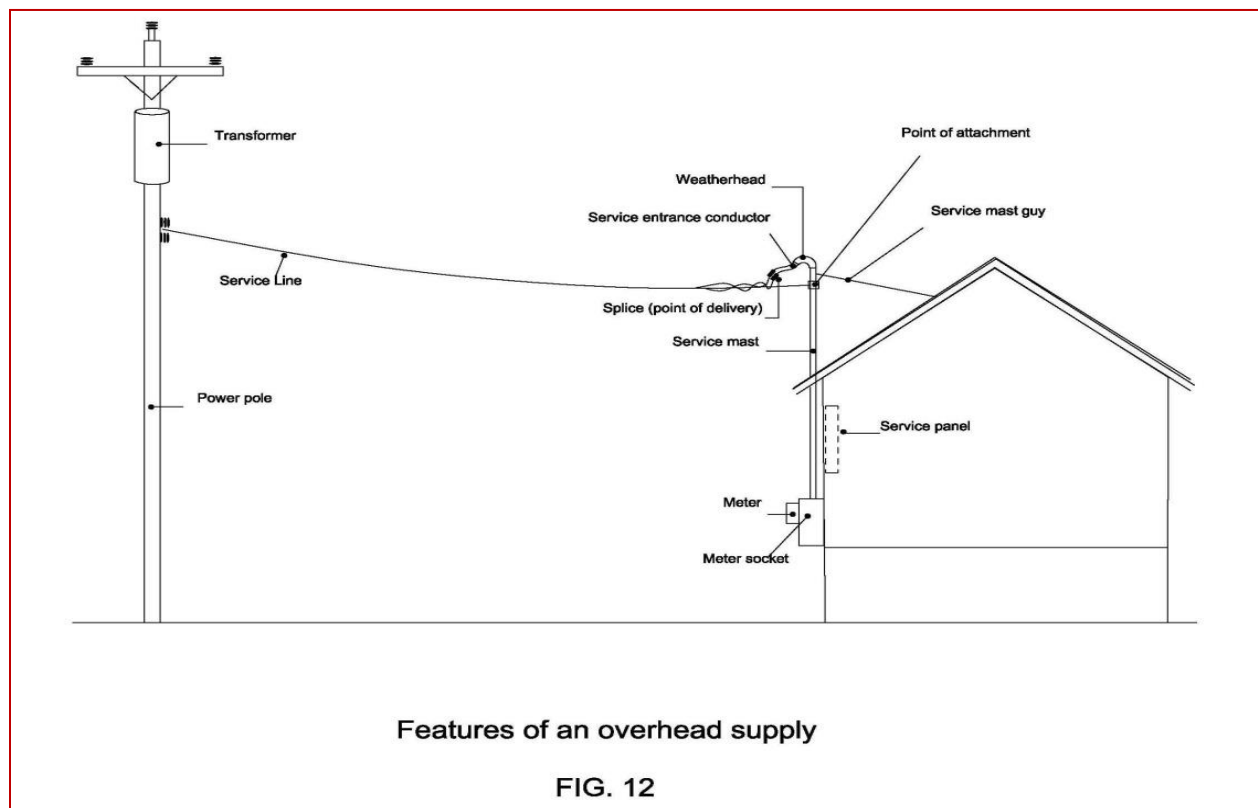 Transformer
Point of attachment
Weatherhead
Service entrance conductor
Service mast guy
Service Line
Splice (point of delivery)
Service mast
Power pole
Service panel
Meter
Meter socket
Features of an overhead supply
FIG. 12